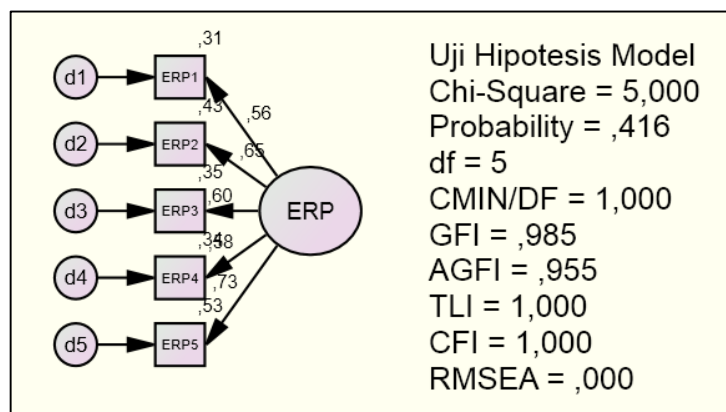 ,31
d1
ERP1
,56
,43
d2
ERP2
,65
,35
d3
ERP3
,60
ERP
,34
,58
d4
ERP4
,73
,53
d5
ERP5
Uji Hipotesis Model
Chi-Square = 5,000
Probability = ,416
df = 5
CMIN/DF = 1,000
GFI = ,985
AGFI = ,955
TLI = 1,000
CFI = 1,000
RMSEA = ,000